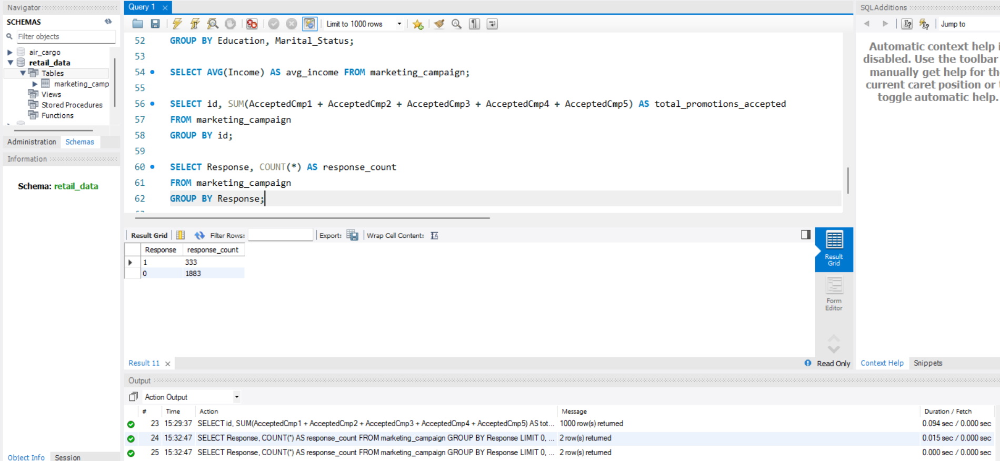 Navigator
SCHEMAS
Filter objects
air_cargo
retail_data
Tables
marketing_camp
Views
Stored Procedures
Functions
Administration Schemas
Information
Schema: retail_data
Object Info Session
Query 1
Limit to 1000 rows
52 GROUP BY Education, Marital_Status;
53
54 SELECT AVG(Income) AS avg_income FROM marketing_campaign;
55
56 SELECT id, SUM(AcceptedCmp1 + AcceptedCmp2 + AcceptedCmp3 + AcceptedCmp4 + AcceptedCmp5) AS total_promotions_accepted
57 FROM marketing_campaign
58 GROUP BY id;
59
60 SELECT Response, COUNT(*) AS response_count
61 FROM marketing_campaign
62 GROUP BY Response;
Result Grid Filter Rows: Export: Wrap Cell Content:
Response response_count
1 333
0 1883
Result
Grid
Form
Editor
Result 11
Read Only
SQLAdditions
Jump to
Automatic context help
disabled. Use the toolbar
manually get help for
current caret position or
toggle automatic help.
Context Help Snippets
Output
Action Output
# Time Action Message Duration / Fetch
23 15:29:37 SELECT id, SUM(AcceptedCmp1 + AcceptedCmp2 + AcceptedCmp3 + AcceptedCmp4 + AcceptedCmp5) AS tot... 1000 row(s) returned 0.094 sec / 0.000 sec
24 15:32:47 SELECT Response, COUNT(*) AS response_count FROM marketing_campaign GROUP BY Response LIMIT 0, ... 2 row(s) returned 0.015 sec / 0.000 sec
25 15:32:47 SELECT Response, COUNT(*) AS response_count FROM marketing_campaign GROUP BY Response LIMIT 0, ... 2 row(s) returned 0.000 sec / 0.000 sec